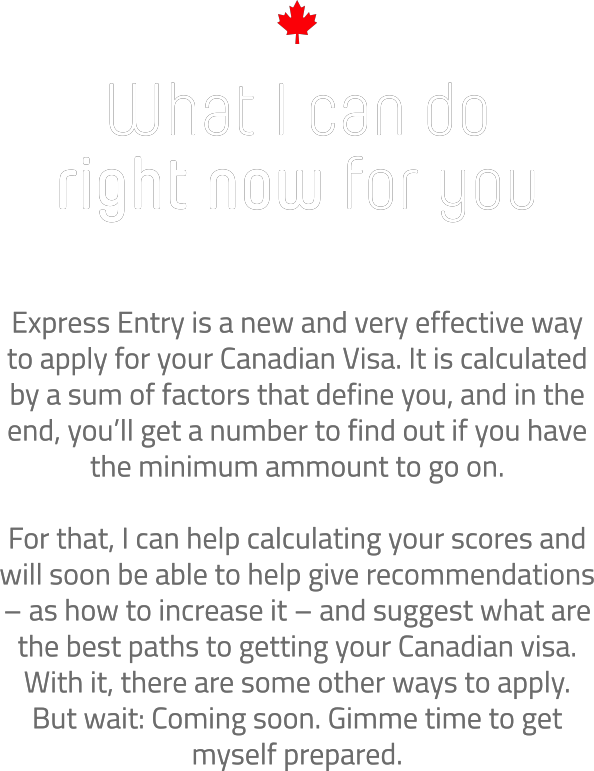 What I can do
right now for you
Express Entry is a new and very effective way
to apply for your Canadian Visa. It is calculated
by a sum of factors that define you, and in the
end, you’ll get a number to find out if you have
the minimum ammount to go on.
For that, I can help calculating your scores and
will soon be able to help give recommendations
– as how to increase it – and suggest what are
the best paths to getting your Canadian visa.
With it, there are some other ways to apply.
But wait: Coming soon. Gimme time to get
myself prepared.